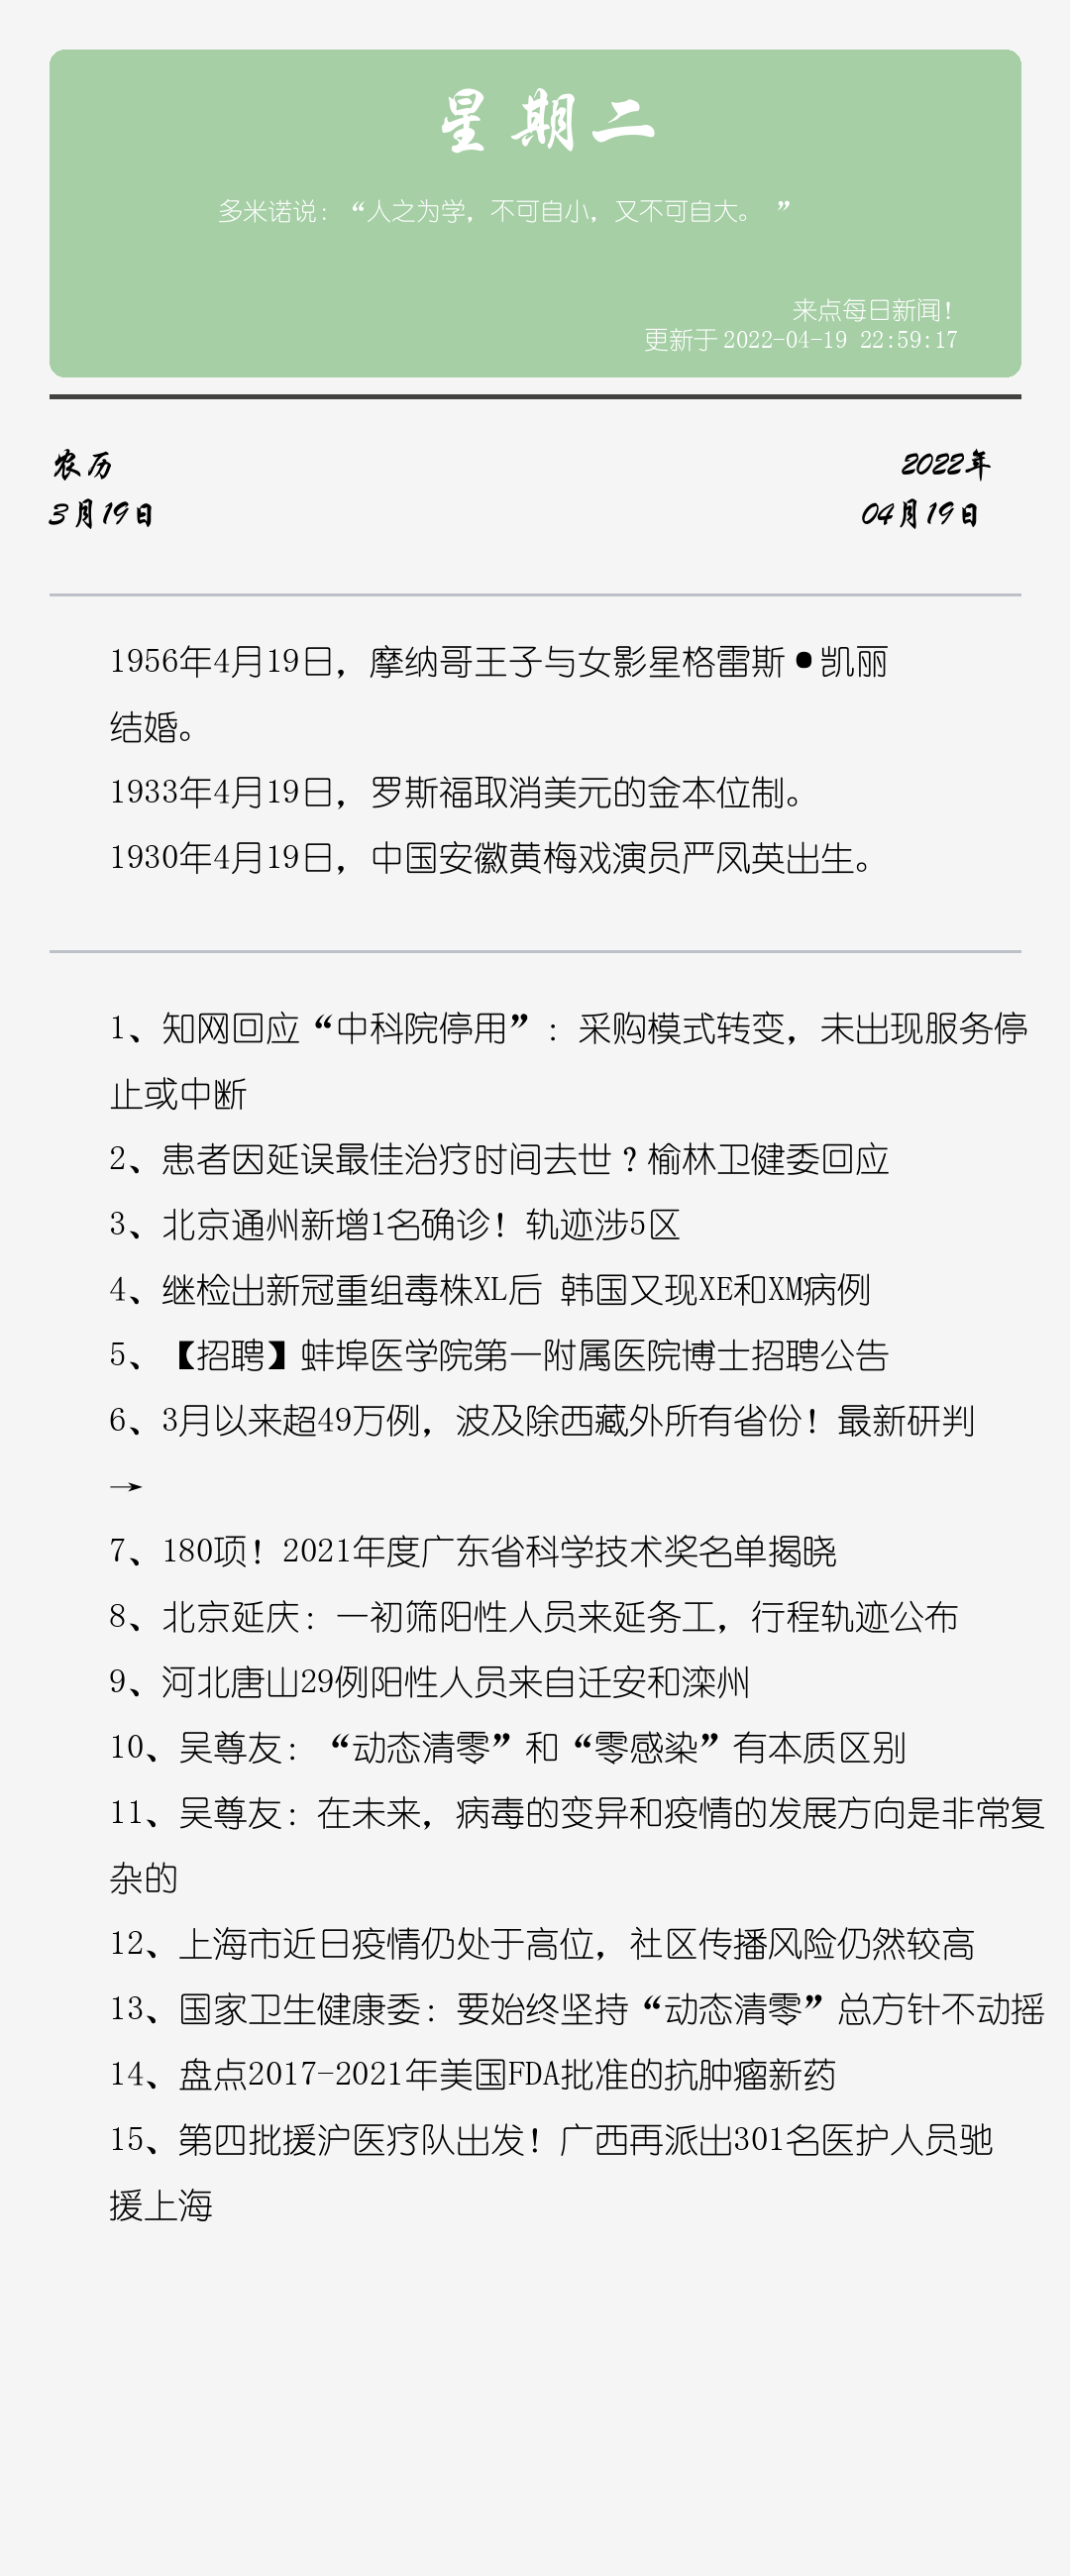 星期二
多米诺说：“人之为学，不可自小，又不可自大。 ”
来点每日新闻！
更新于 2022-04-19 22:59:17
农历
2022年
3月19日
04月19日
1956年4月19日，摩纳哥王子与女影星格雷斯●凯丽
结婚。
1933年4月19日，罗斯福取消美元的金本位制。
1930年4月19日，中国安徽黄梅戏演员严凤英出生。
1、知网回应“中科院停用”：采购模式转变，未出现服务停
止或中断
2、患者因延误最佳治疗时间去世？榆林卫健委回应
3、北京通州新增1名确诊！轨迹涉5区
4、继检出新冠重组毒株XL后 韩国又现XE和XM病例
5、【招聘】蚌埠医学院第一附属医院博士招聘公告
6、3月以来超49万例，波及除西藏外所有省份！最新研判
→
7、180项！2021年度广东省科学技术奖名单揭晓
8、北京延庆：一初筛阳性人员来延务工，行程轨迹公布
9、河北唐山29例阳性人员来自迁安和滦州
10、吴尊友：“动态清零”和“零感染”有本质区别
11、吴尊友：在未来，病毒的变异和疫情的发展方向是非常复
杂的
12、上海市近日疫情仍处于高位，社区传播风险仍然较高
13、国家卫生健康委：要始终坚持“动态清零”总方针不动摇
14、盘点2017-2021年美国FDA批准的抗肿瘤新药
15、第四批援沪医疗队出发！广西再派出301名医护人员驰
援上海